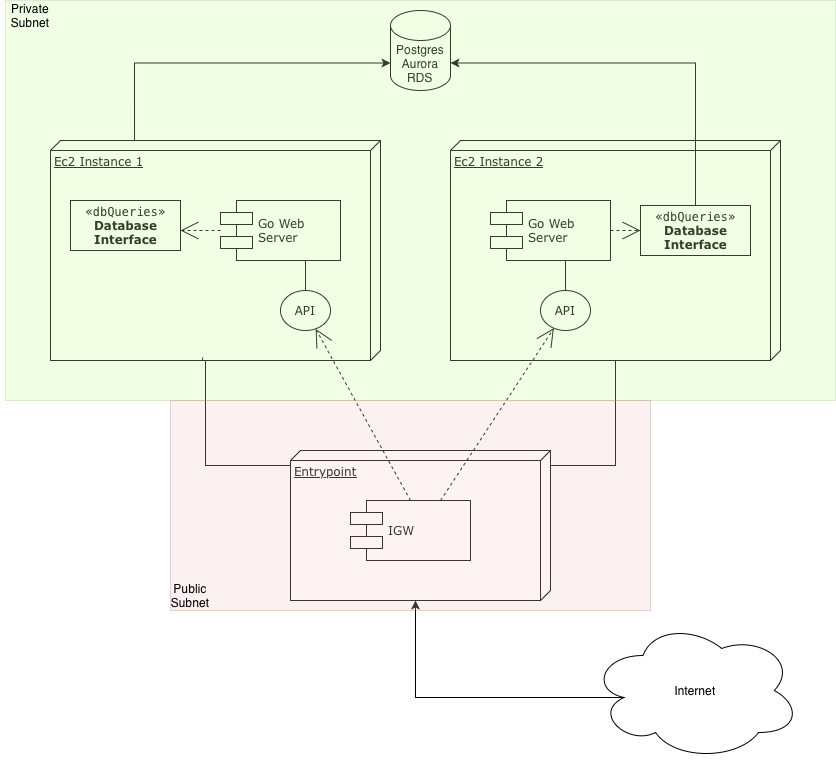 Private
Subnet
Postgres
Aurora
RDS
Ec2 Instance 1
«dbQueries»
Database
Interface
Go Web
Server
API
Ec2 Instance 2
Go Web
Server
«dbQueries»
Database
Interface
API
Entrypoint
IGW
Public
Subnet
Internet